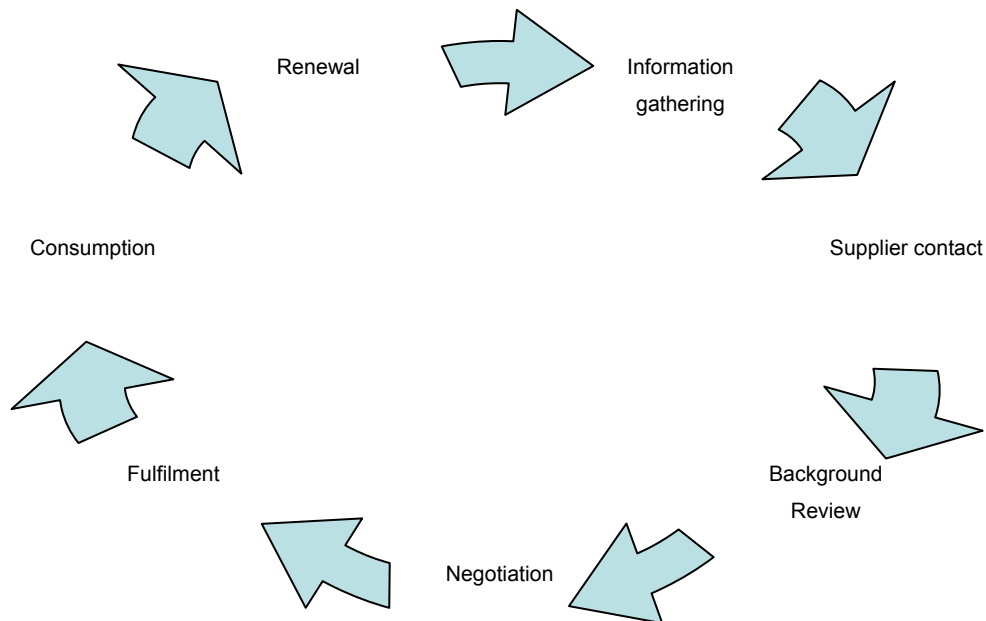 Renewal
Information
gathering
Supplier contact
Background
Review
Negotiation
Fulfilment
Consumption